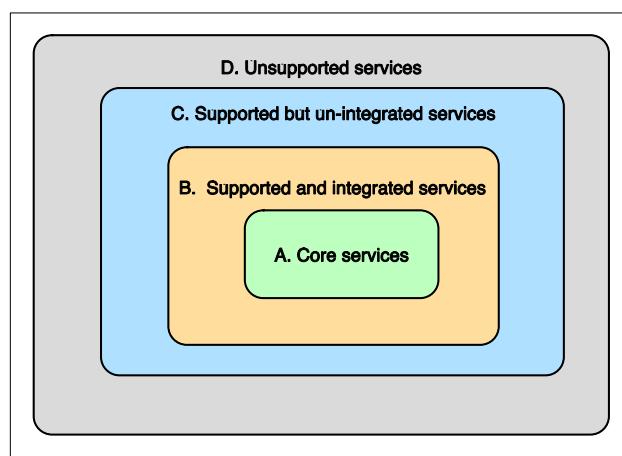 D. Unsupported services
C. Supported but un-integrated services
B.  Supported and integrated services
A. Core services